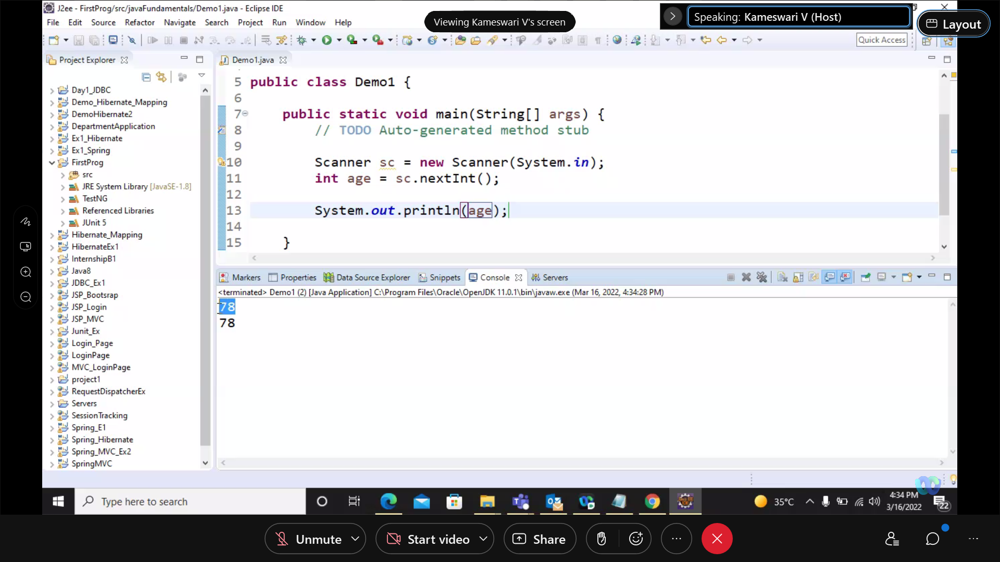 J2ee - FirstProg/src/javaFundamentals/Demo1.java - Eclipse IDE
Viewing Kameswari V's screen
Speaking: Kameswari V (Host)
Layout
File Edit Source Refactor Navigate Search Project Run Window Help
Quick Access
Project Explorer
Day1_JDBC
Demo_Hibernate_Mapping
DemoHibernate2
DepartmentApplication
Ex1_Hibernate
Ex1_Spring
FirstProg
src
JRE System Library [JavaSE-1.8]
TestNG
Referenced Libraries
JUnit 5
Hibernate_Mapping
HibernateEx1
InternshipB1
Java8
JDBC_Ex1
JSP_Bootsrap
JSP_Login
JSP_MVC
Junit_Ex
Login_Page
LoginPage
MVC_LoginPage
project1
RequestDispatcherEx
Servers
SessionTracking
Spring_E1
Spring_Hibernate
Spring_MVC_Ex2
SpringMVC
Demo1.java
5 public class Demo1 {
6
7 public static void main(String[] args) {
8 // TODO Auto-generated method stub
9
10 Scanner sc = new Scanner(System.in);
11 int age = sc.nextInt();
12
13 System.out.println(age);
14
15 }
Markers Properties Data Source Explorer Snippets Console Servers
<terminated> Demo1 (2) [Java Application] C:\Program Files\Oracle\OpenJDK 11.0.1\bin\javaw.exe (Mar 16, 2022, 4:34:28 PM)
78
78
Type here to search
35°C
4:34 PM
3/16/2022
22
Unmute
Start video
Share